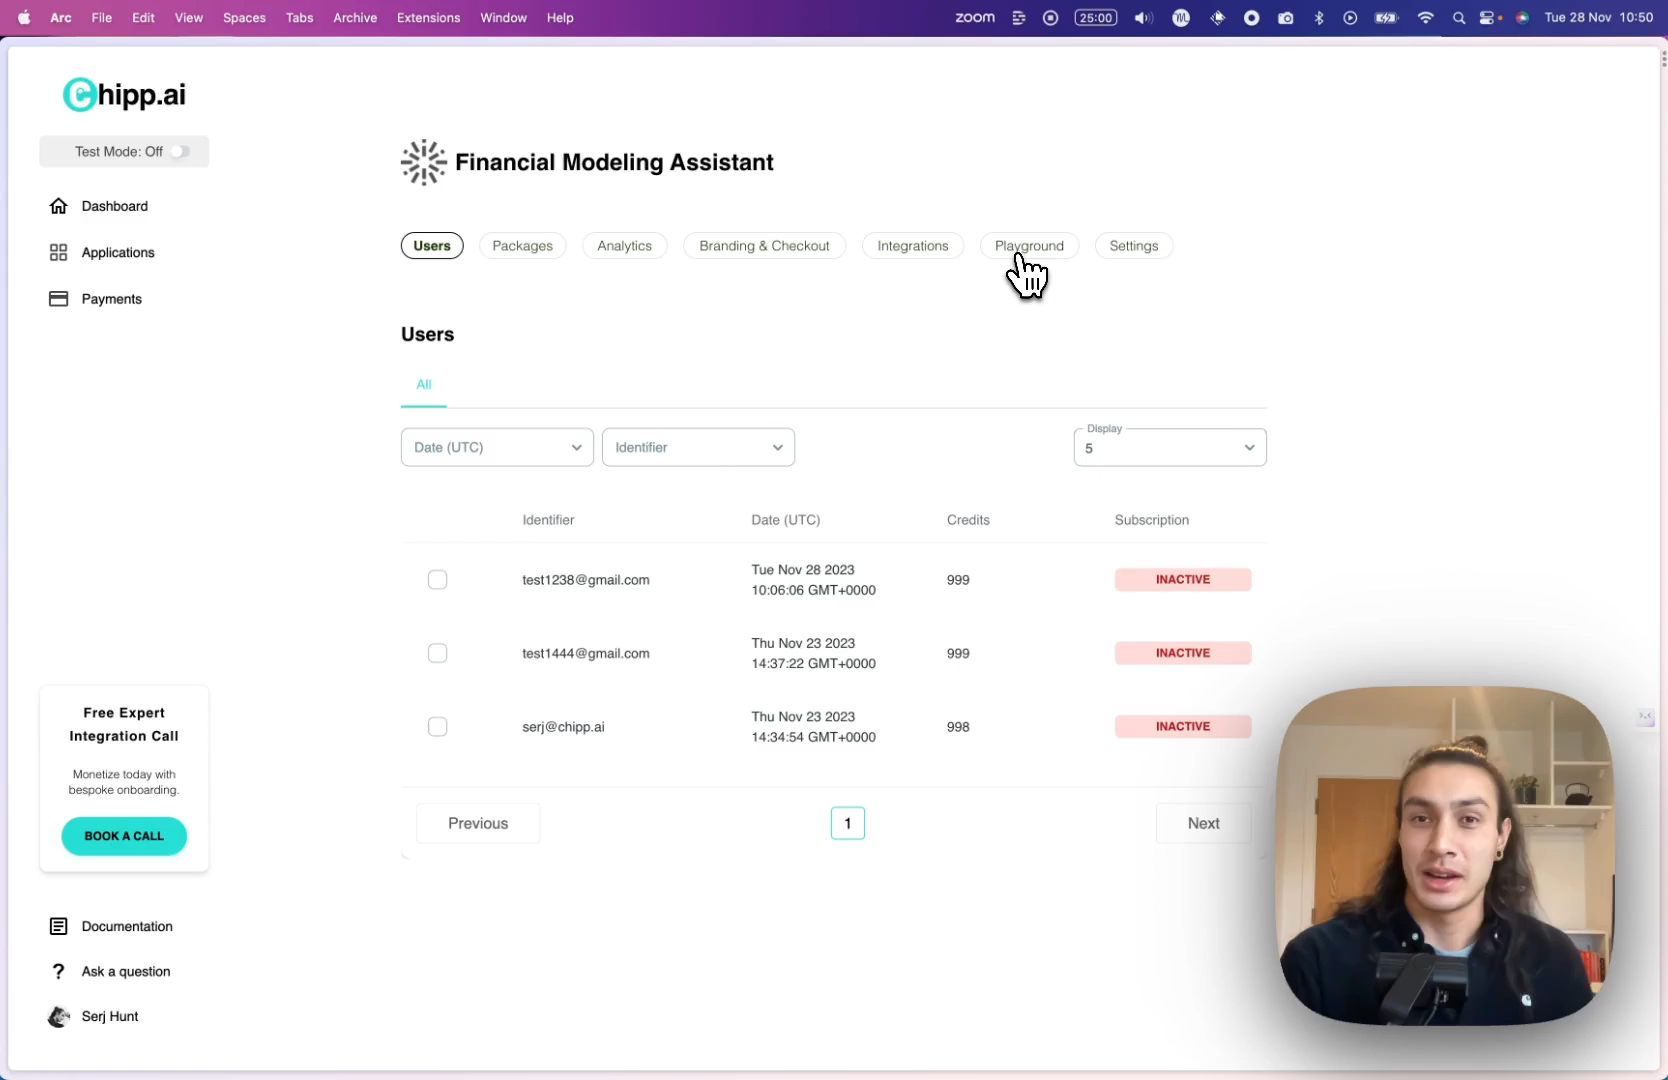 Arc File Edit View Spaces Tabs Archive Extensions Window Help zoom 25:00 Tue 28 Nov 10:50
Chipp.ai
Test Mode: Off
Dashboard
Applications
Payments
Free Expert
Integration Call
Monetize today with
bespoke onboarding.
BOOK A CALL
Documentation
? Ask a question
Serj Hunt
Financial Modeling Assistant
Users Packages Analytics Branding & Checkout Integrations Playground Settings
Users
All
Date (UTC) Identifier Display
5
Identifier Date (UTC) Credits Subscription
test1238@gmail.com Tue Nov 28 2023 999 INACTIVE
10:06:06 GMT+0000
test1444@gmail.com Thu Nov 23 2023 999 INACTIVE
14:37:22 GMT+0000
serj@chipp.ai Thu Nov 23 2023 998 INACTIVE
14:34:54 GMT+0000
Previous 1 Next